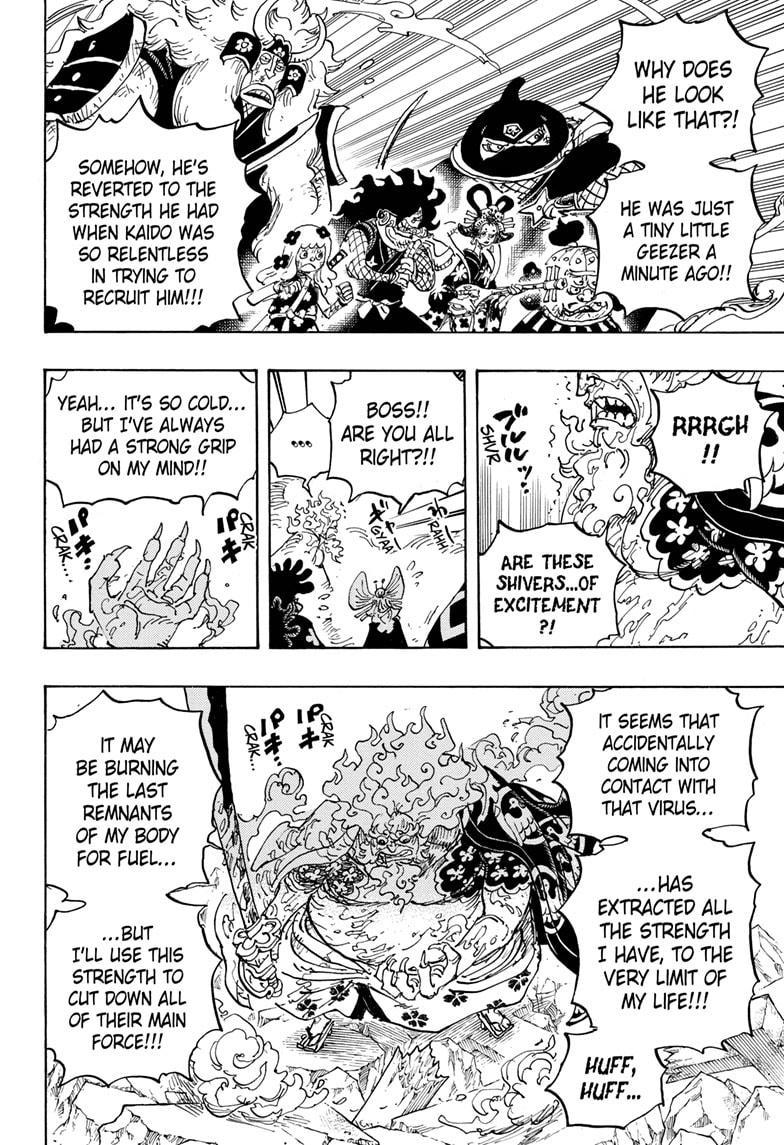 WHY DOES
HE LOOK
LIKE THAT?!
HE WAS JUST
A TINY LITTLE
GEEZER A
MINUTE AGO!!
SOMEHOW, HE'S
REVERTED TO THE
STRENGTH HE HAD
WHEN KAIDO WAS
SO RELENTLESS
IN TRYING TO
RECRUIT HIM!!!
RRRGH
!!
ブルルルッ…
SHVR
ARE THESE
SHIVERS...OF
EXCITEMENT
?!
BOSS!!
ARE YOU ALL
RIGHT?!!
...
RAHH
ギャア
GYAA
YEAH... IT'S SO COLD...
BUT I'VE ALWAYS
HAD A STRONG GRIP
ON MY MIND!!
パキ
CRAK
パキ…
CRAK...
IT SEEMS THAT
ACCIDENTALLY
COMING INTO
CONTACT WITH
THAT VIRUS...
...HAS
EXTRACTED ALL
THE STRENGTH
I HAVE, TO THE
VERY LIMIT OF
MY LIFE!!!
HUFF,
HUFF...
パキ
CRAK
パキ…
CRAK...
IT MAY
BE BURNING
THE LAST
REMNANTS
OF MY BODY
FOR FUEL...
...BUT
I'LL USE THIS
STRENGTH TO
CUT DOWN ALL
OF THEIR MAIN
FORCE!!!